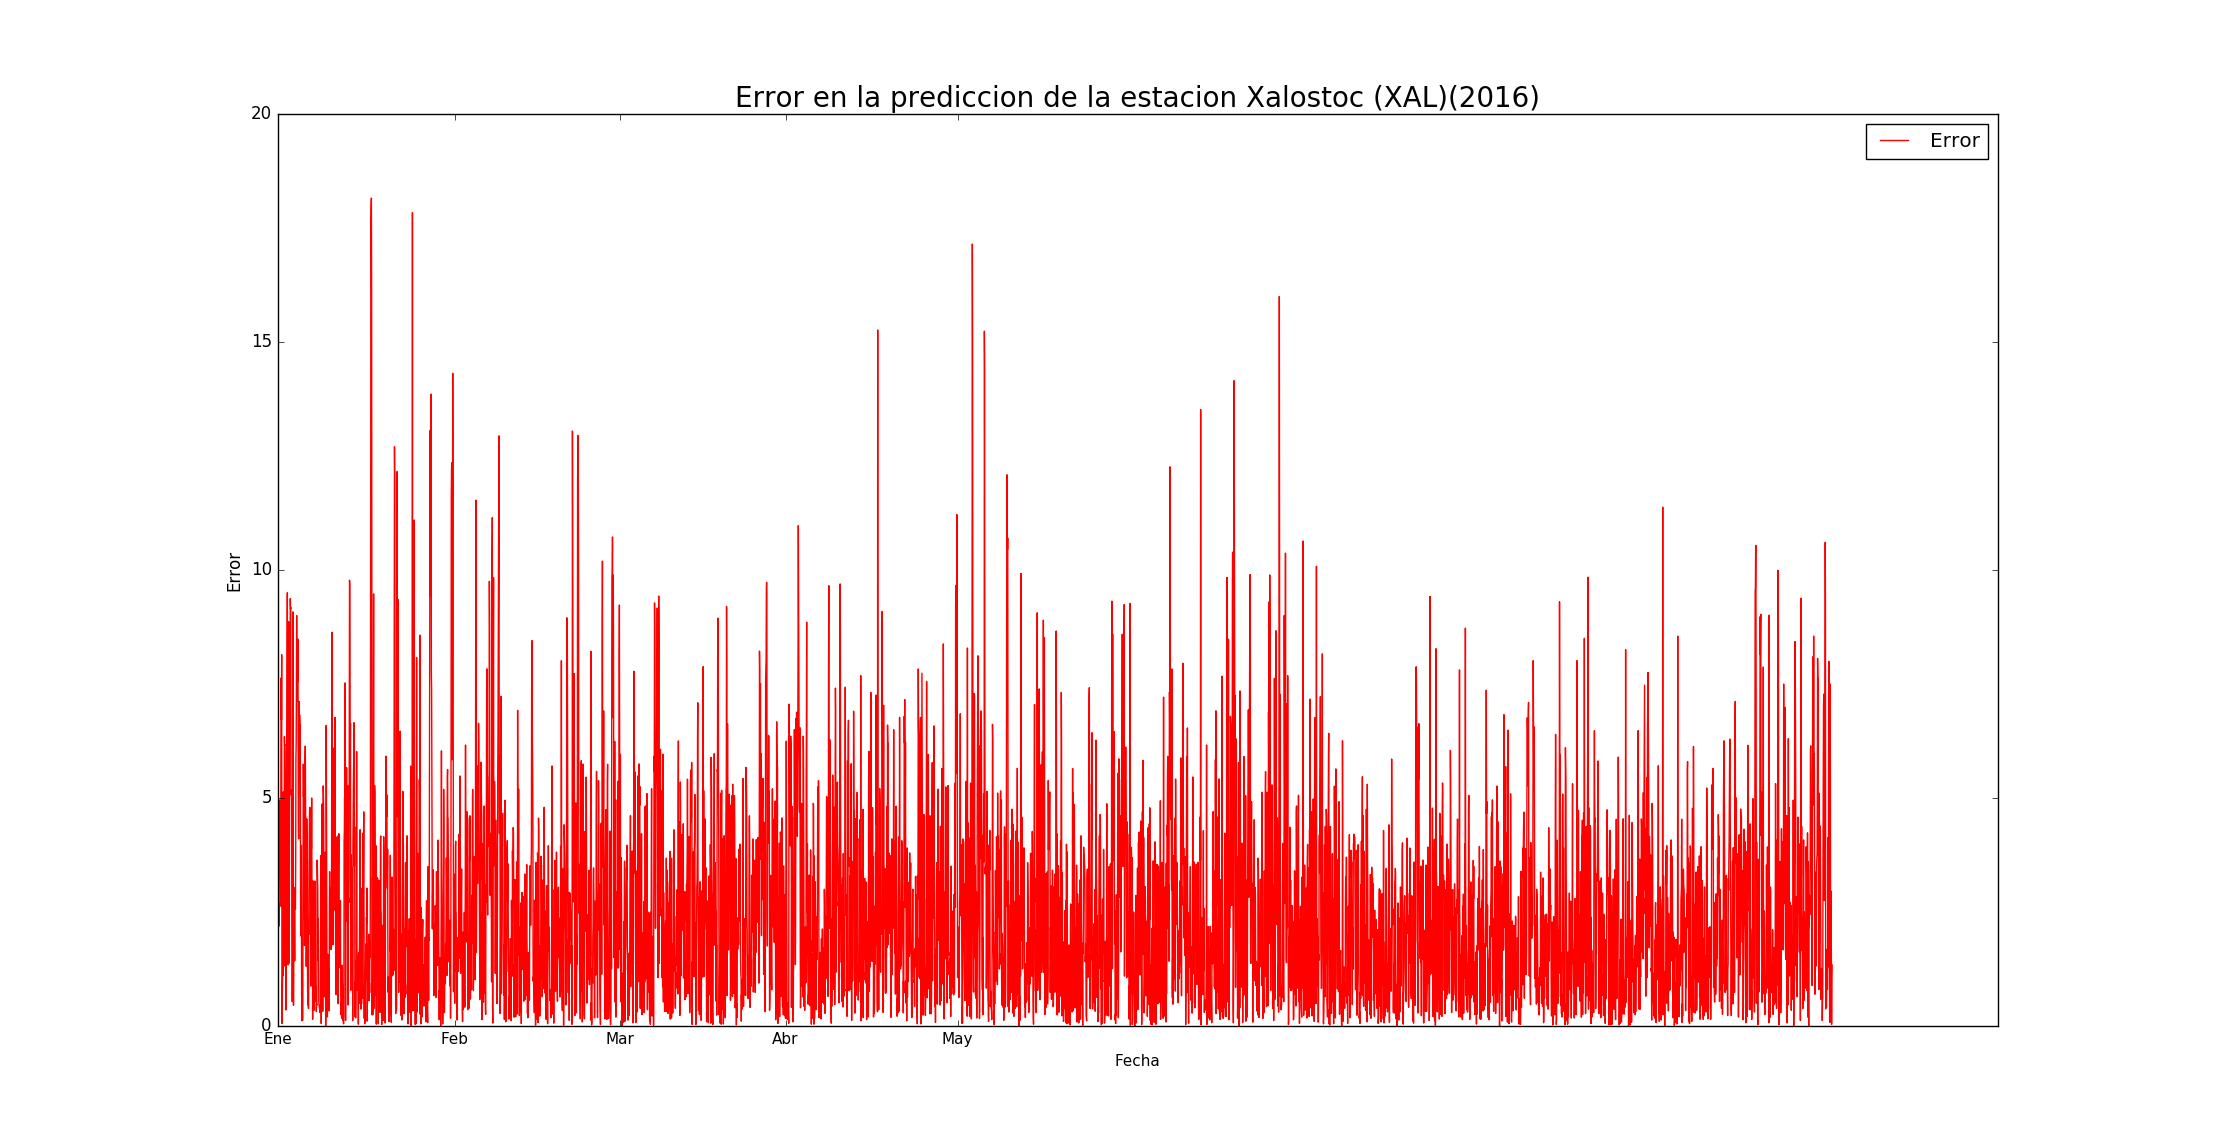 Error en la prediccion de la estacion Xalostoc (XAL)(2016)
Error
20
15
10
5
0
Error
Ene Feb Mar Abr May
Fecha